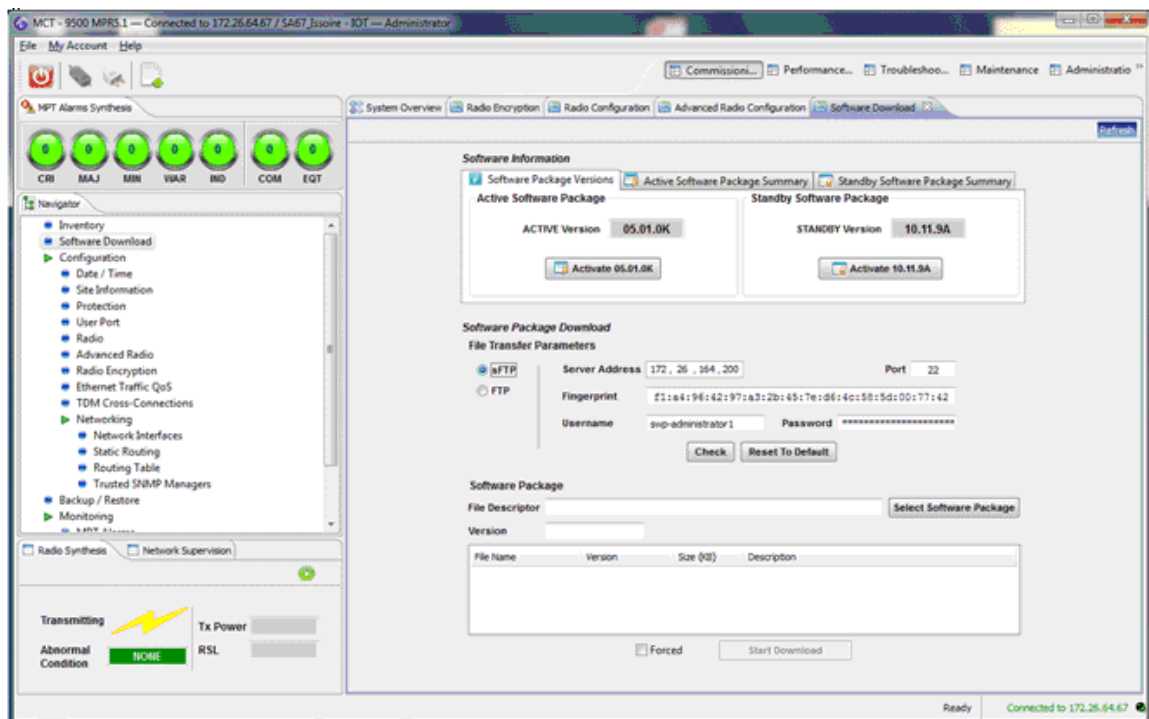 MCT - 9500 MPR5.1 — Connected to 172.26.64.67 / SA67_Issoire - IOT — Administrator
File My Account Help
Commissioni... Performance... Troubleshoo... Maintenance Administratio »
MPT Alarms Synthesis
0 0 0 0 0 0 0
CRI MAJ MIN WAR IND COM EQT
Navigator
Inventory
Software Download
Configuration
Date / Time
Site Information
Protection
User Port
Radio
Advanced Radio
Radio Encryption
Ethernet Traffic QoS
TDM Cross-Connections
Networking
Network Interfaces
Static Routing
Routing Table
Trusted SNMP Managers
Backup / Restore
Monitoring
MPT Alarms
Radio Synthesis Network Supervision
Transmitting
Tx Power
Abnormal Condition
NONE
RSL
System Overview Radio Encryption Radio Configuration Advanced Radio Configuration Software Download
Refresh
Software Information
Software Package Versions Active Software Package Summary Standby Software Package Summary
Active Software Package Standby Software Package
ACTIVE Version 05.01.0K STANDBY Version 10.11.9A
Activate 05.01.0K Activate 10.11.9A
Software Package Download
File Transfer Parameters
sFTP Server Address 172 . 26 . 164 . 200 Port 22
FTP Fingerprint f1:a4:96:42:97:a3:2b:45:7e:d6:4c:58:5d:00:77:42
Username swp-administrator1 Password **********************
Check Reset To Default
Software Package
File Descriptor Select Software Package
Version
File Name Version Size (KB) Description
Forced Start Download
Ready Connected to 172.26.64.67